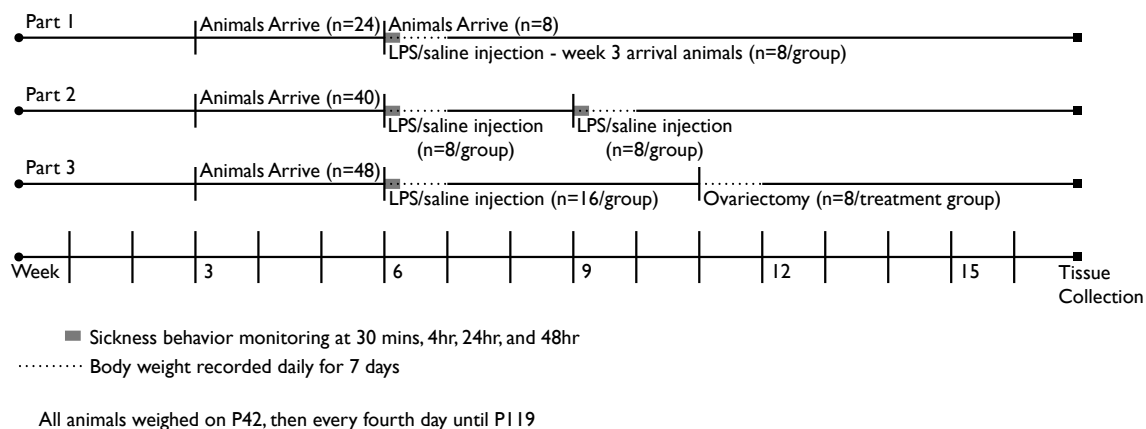 Part 1
Animals Arrive (n=24)
Animals Arrive (n=8)
LPS/saline injection - week 3 arrival animals (n=8/group)
Part 2
Animals Arrive (n=40)
LPS/saline injection
(n=8/group)
LPS/saline injection
(n=8/group)
Part 3
Animals Arrive (n=48)
LPS/saline injection (n=16/group)
Ovariectomy (n=8/treatment group)
Week
3
6
9
12
15
Tissue
Collection
Sickness behavior monitoring at 30 mins, 4hr, 24hr, and 48hr
Body weight recorded daily for 7 days
All animals weighed on P42, then every fourth day until P119